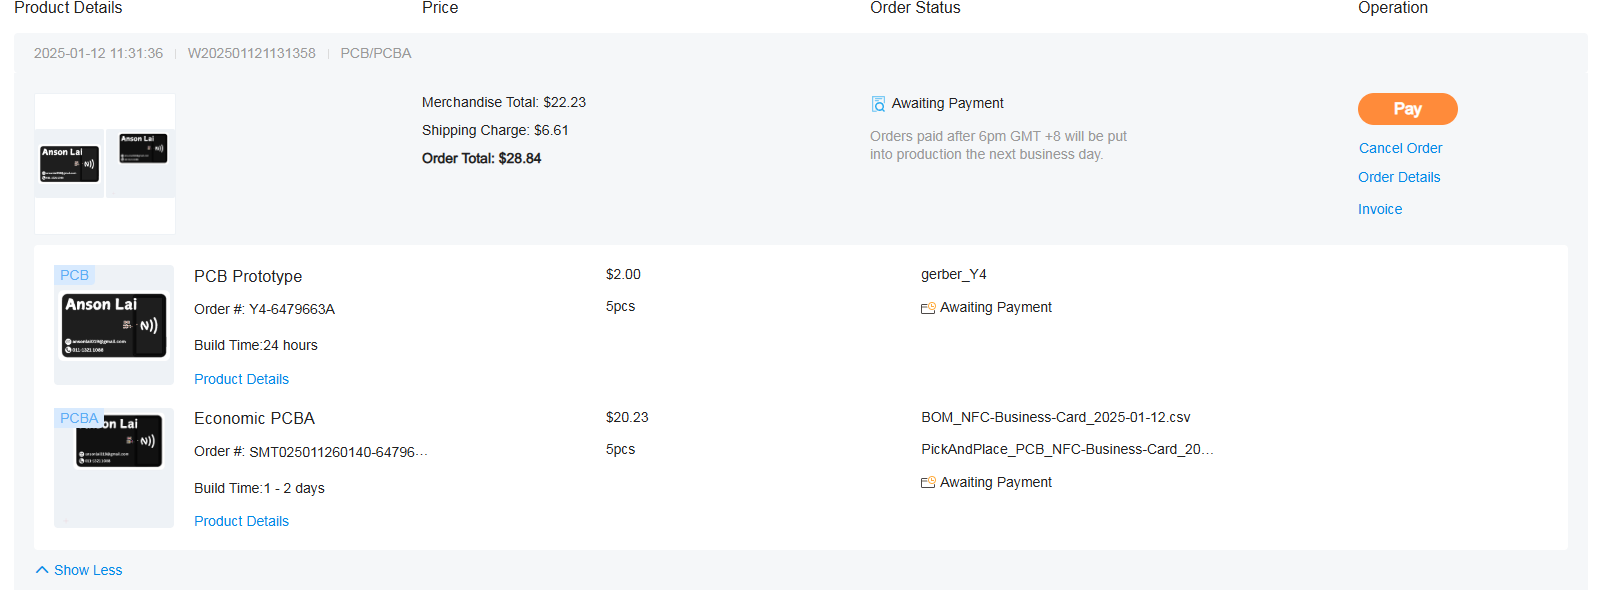 Product Details Price Order Status Operation
2025-01-12 11:31:36 W202501121131358 PCB/PCBA
Anson Lai
Anson Lai
Merchandise Total: $22.23
Shipping Charge: $6.61
Order Total: $28.84
Awaiting Payment
Orders paid after 6pm GMT +8 will be put
into production the next business day.
Pay
Cancel Order
Order Details
Invoice
PCB
Anson Lai
PCB Prototype
Order #: Y4-6479663A
Build Time:24 hours
Product Details
$2.00
5pcs
gerber_Y4
Awaiting Payment
PCBA
on Lai
Economic PCBA
Order #: SMT025011260140-64796...
Build Time:1 - 2 days
Product Details
$20.23
5pcs
BOM_NFC-Business-Card_2025-01-12.csv
PickAndPlace_PCB_NFC-Business-Card_20...
Awaiting Payment
Show Less